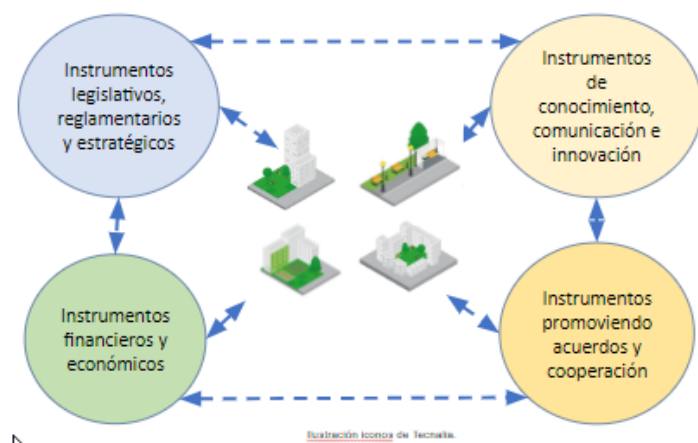 Instrumentos
legislativos,
reglamentarios
y estratégicos
Instrumentos
de
conocimiento,
comunicación e
innovación
Instrumentos
financieros y
económicos
Instrumentos
promoviendo
acuerdos y
cooperación
Ilustración iconos de Tecnalia.